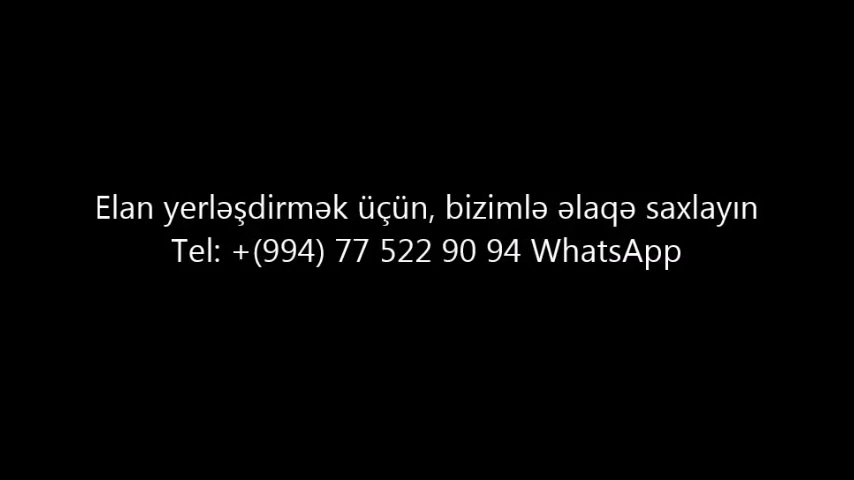 Elan yerləşdirmək üçün, bizimlə əlaqə saxlayın
Tel: +(994) 77 522 90 94 WhatsApp